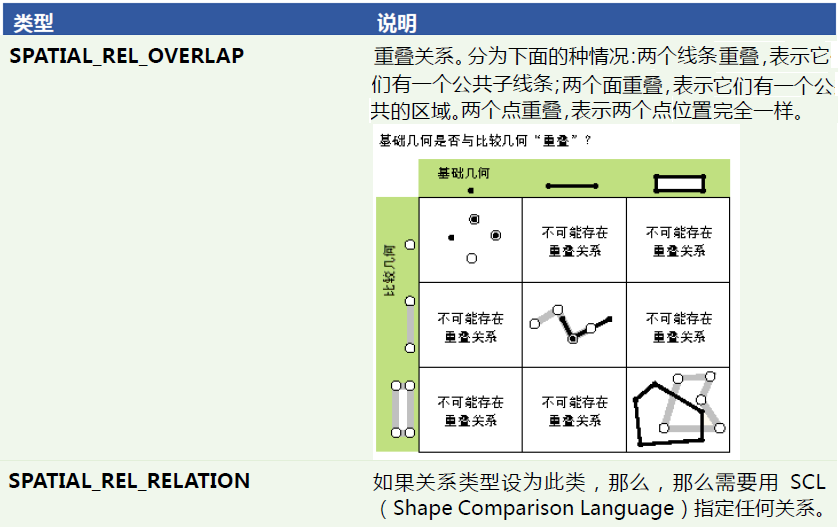 类型 说明
SPATIAL_REL_OVERLAP 重叠关系。分为下面的种情况：两个线条重叠，表示它
们有一个公共子线条；两个面重叠，表示它们有一个公
共的区域。两个点重叠，表示两个点位置完全一样。
基础几何是否与比较几何“重叠”？
基础几何
比较几何
不可能存在
重叠关系
不可能存在
重叠关系
不可能存在
重叠关系
不可能存在
重叠关系
不可能存在
重叠关系
不可能存在
重叠关系
SPATIAL_REL_RELATION 如果关系类型设为此类，那么，那么需要用 SCL
（Shape Comparison Language）指定任何关系。